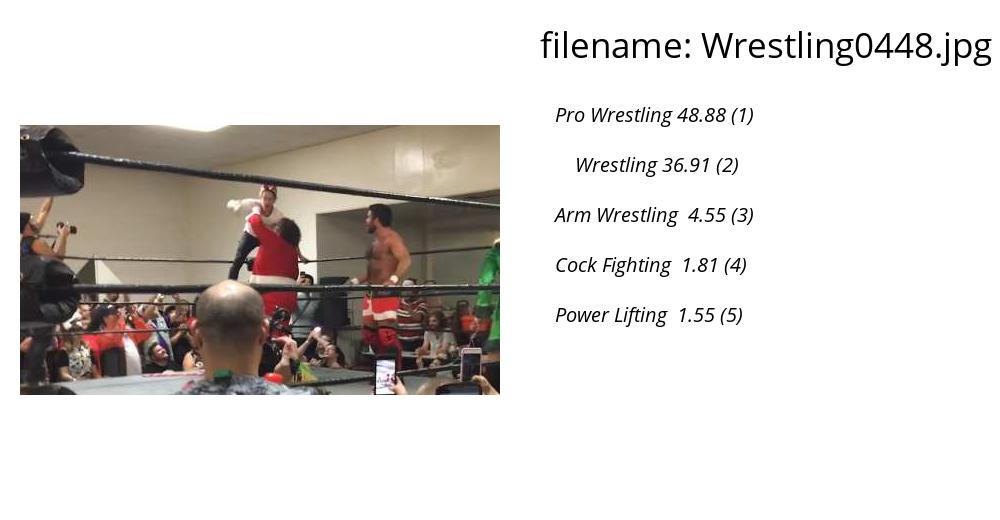 filename: Wrestling0448.jpg
Pro Wrestling 48.88 (1)
Wrestling 36.91 (2)
Arm Wrestling 4.55 (3)
Cock Fighting 1.81 (4)
Power Lifting 1.55 (5)